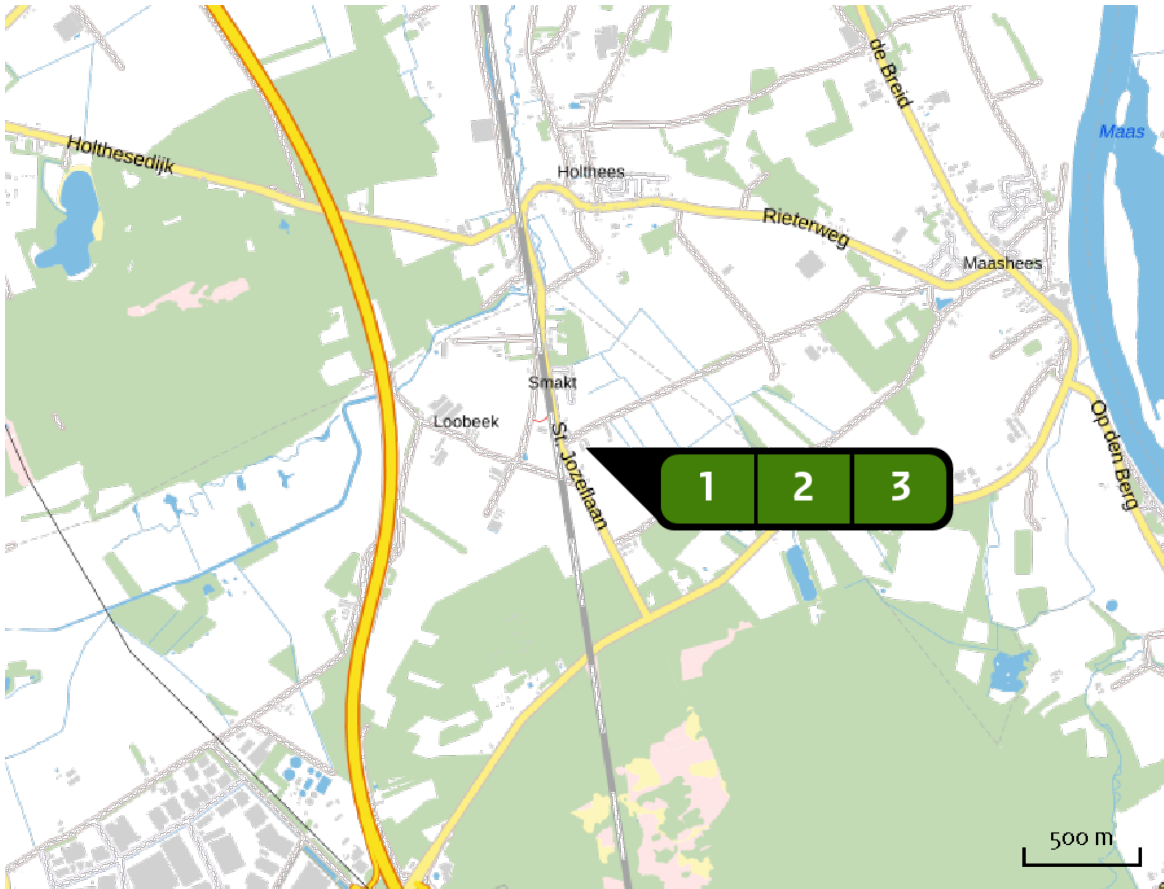 de Breid
Maas
Holthesedijk
Holthees
Rieterweg
Maashees
Smakt
Loobeek
St. Jozeflaan
Op den Berg
1 2 3
500 m